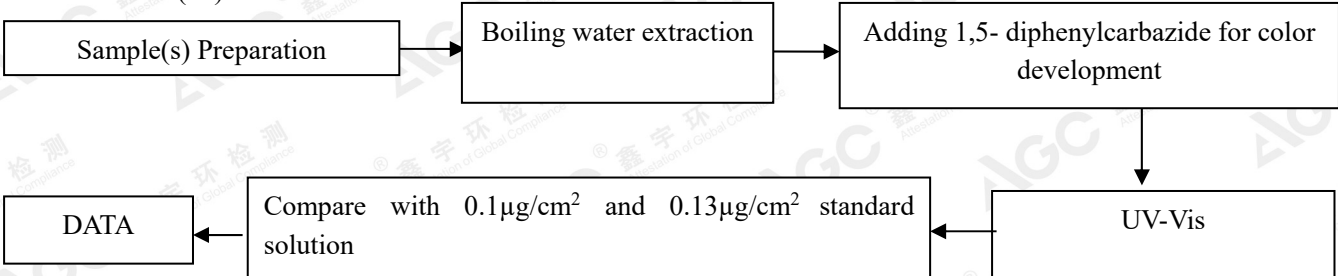 Sample(s) Preparation
Boiling water extraction
Adding 1,5- diphenylcarbazide for color
development
UV-Vis
Compare with 0.1μg/cm² and 0.13μg/cm² standard
solution
DATA